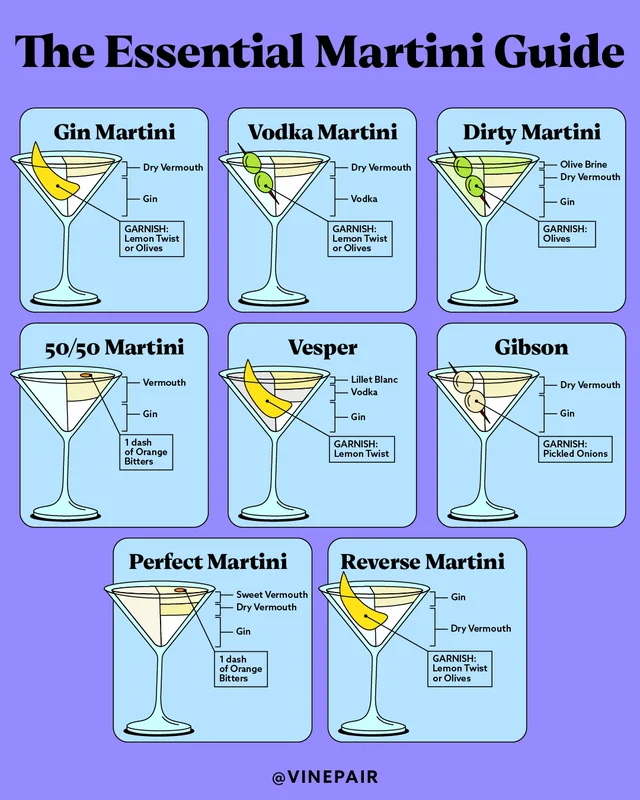 The Essential Martini Guide
Gin Martini
Dry Vermouth
Gin
GARNISH:
Lemon Twist
or Olives
Vodka Martini
Dry Vermouth
Vodka
GARNISH:
Lemon Twist
or Olives
Dirty Martini
Olive Brine
Dry Vermouth
Gin
GARNISH:
Olives
50/50 Martini
Vermouth
Gin
1 dash
of Orange
Bitters
Vesper
Lillet Blanc
Vodka
Gin
GARNISH:
Lemon Twist
Gibson
Dry Vermouth
Gin
GARNISH:
Pickled Onions
Perfect Martini
Sweet Vermouth
Dry Vermouth
Gin
1 dash
of Orange
Bitters
Reverse Martini
Gin
Dry Vermouth
GARNISH:
Lemon Twist
or Olives
@VINEPAIR